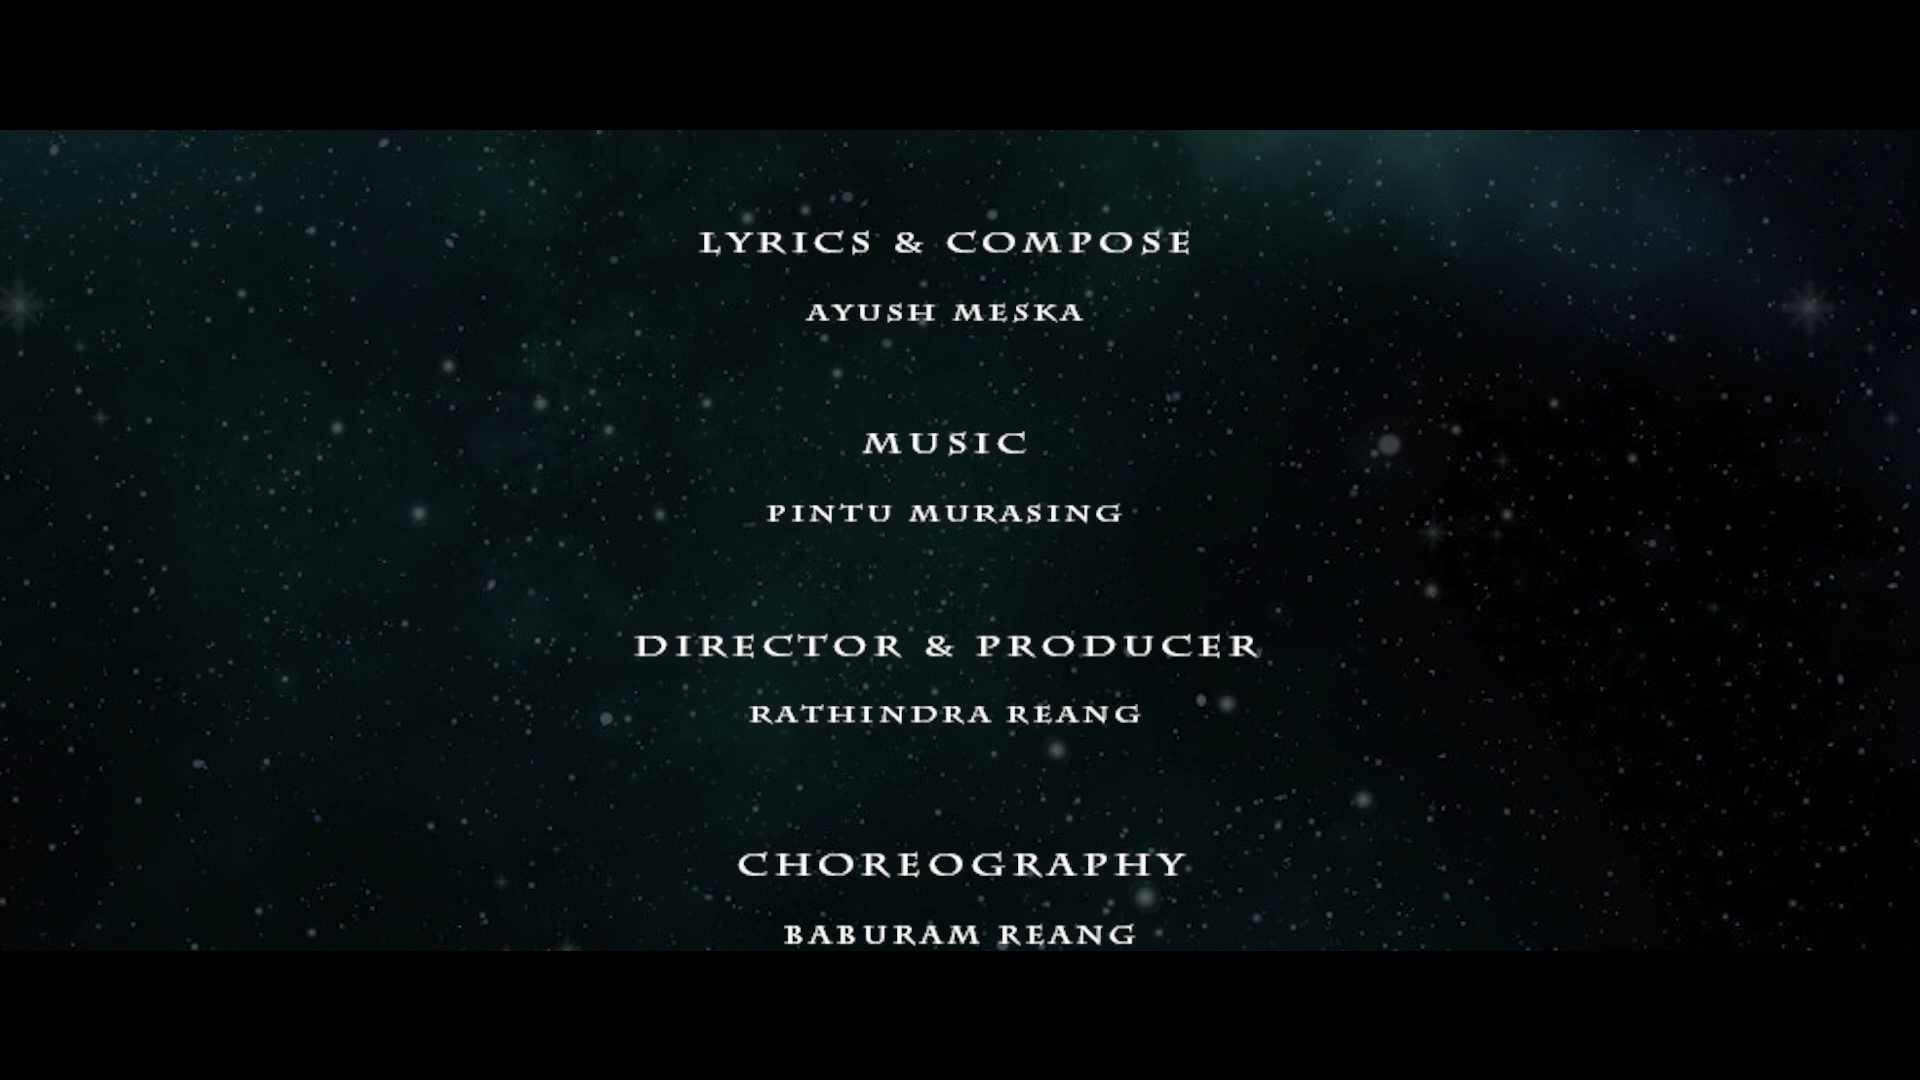 LYRICS & COMPOSE
AYUSH MESKA
MUSIC
PINTU MURASING
DIRECTOR & PRODUCER
RATHINDRA REANG
CHOREOGRAPHY
BABURAM REANG